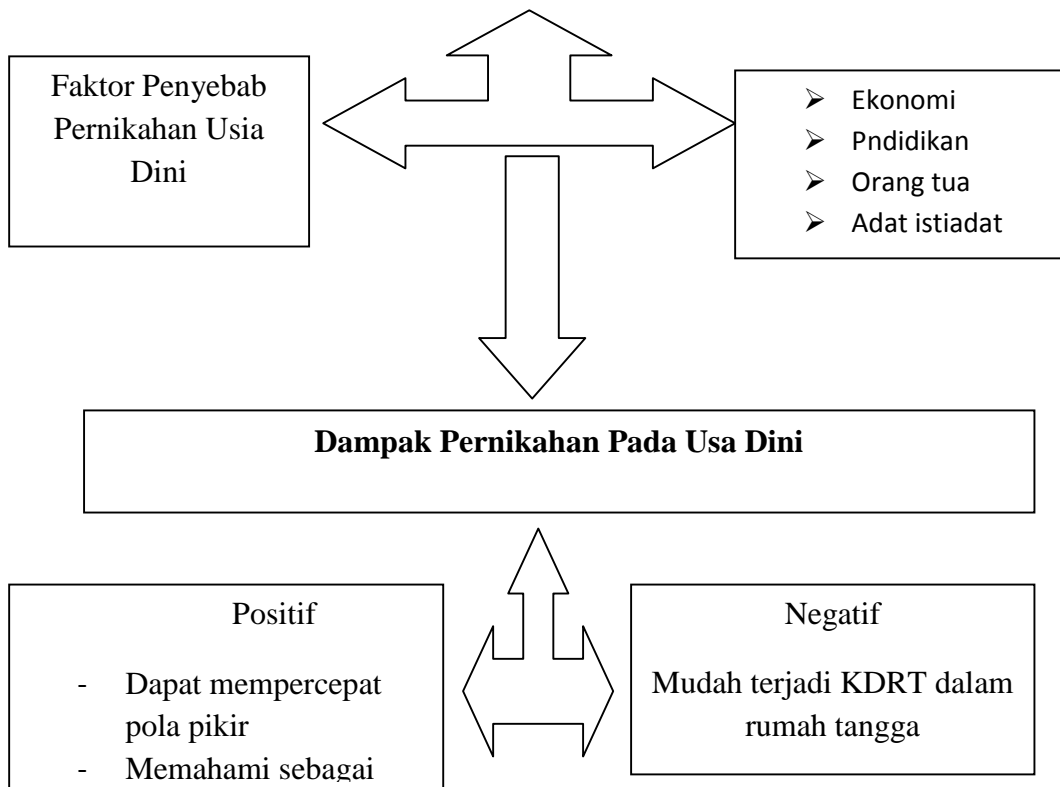 Faktor Penyebab
Pernikahan Usia
Dini
➢ Ekonomi
➢ Pndidikan
➢ Orang tua
➢ Adat istiadat
Dampak Pernikahan Pada Usa Dini
Positif
- Dapat mempercepat
pola pikir
- Memahami sebagai
Negatif
Mudah terjadi KDRT dalam
rumah tangga